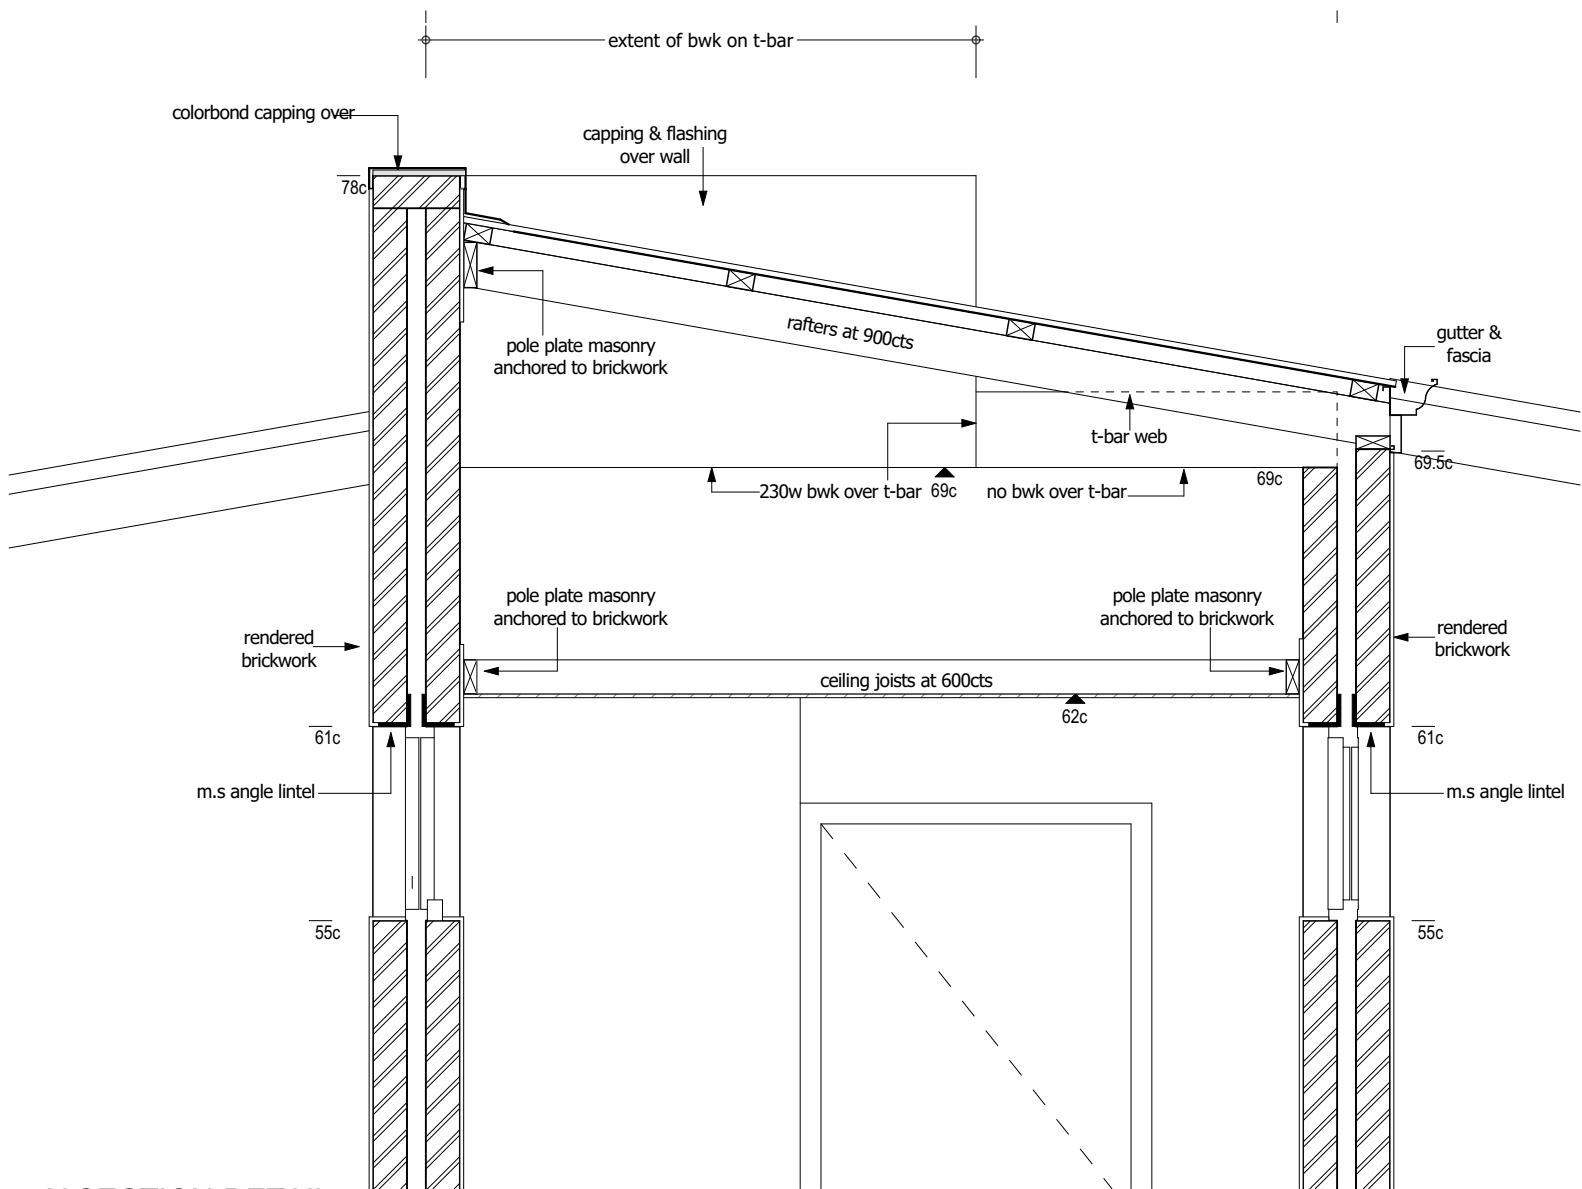 extent of bwk on t-bar
colorbond capping over
capping & flashing
over wall
78c
rafters at 900cts
pole plate masonry
anchored to brickwork
gutter &
fascia
t-bar web
69.5c
230w bwk over t-bar
69c
no bwk over t-bar
69c
pole plate masonry
anchored to brickwork
pole plate masonry
anchored to brickwork
rendered
brickwork
rendered
brickwork
ceiling joists at 600cts
62c
61c
61c
m.s angle lintel
m.s angle lintel
55c
55c